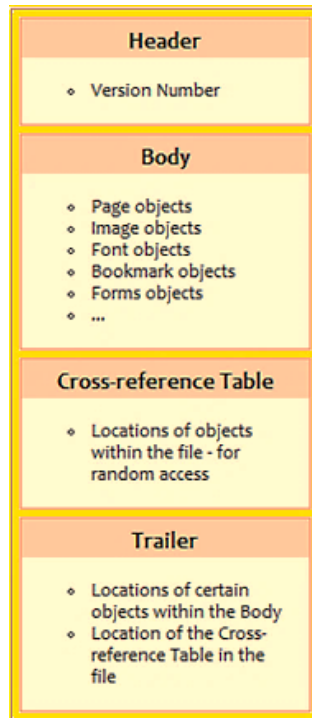 Header
Version Number
Body
Page objects
Image objects
Font objects
Bookmark objects
Forms objects
...
Cross-reference Table
Locations of objects
within the file - for
random access
Trailer
Locations of certain
objects within the Body
Location of the Cross-
reference Table in the
file